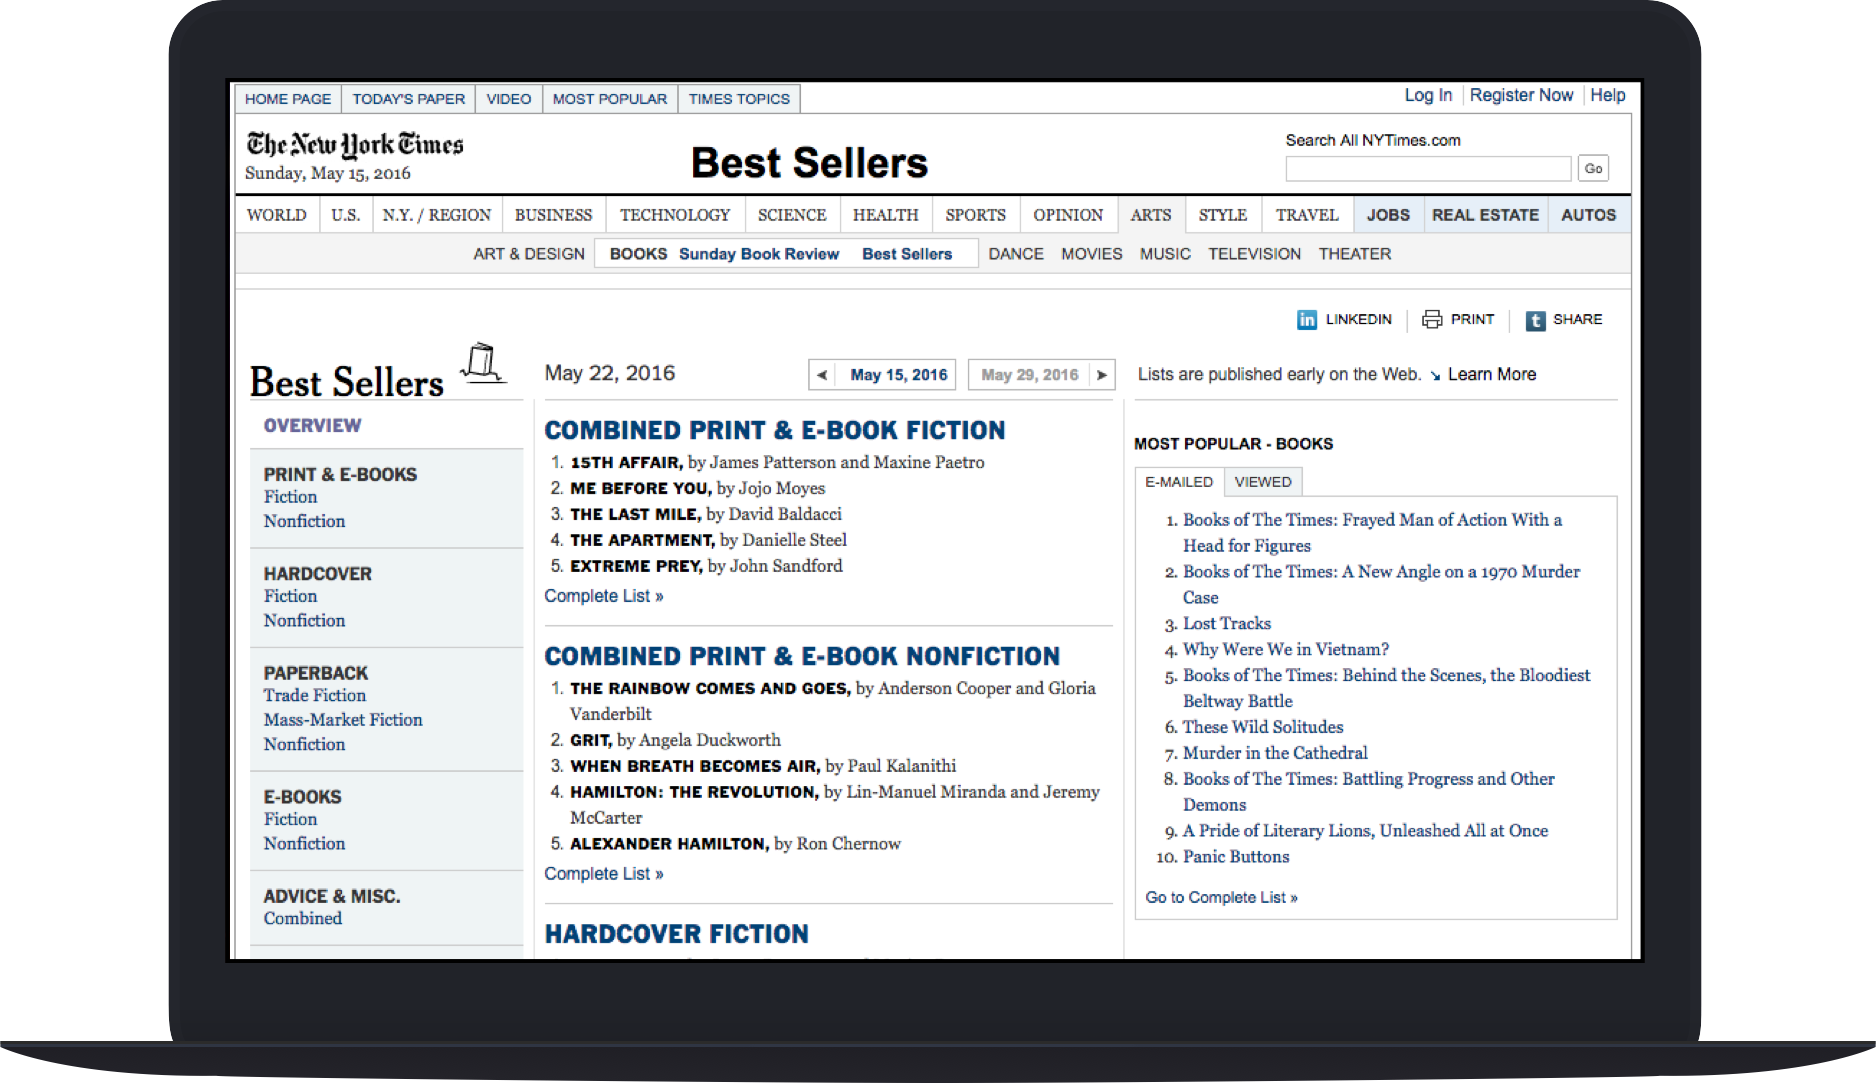 HOME PAGE TODAY'S PAPER VIDEO MOST POPULAR TIMES TOPICS
Log In Register Now Help
The New York Times
Sunday, May 15, 2016
Best Sellers
Search All NYTimes.com
Go
WORLD U.S. N.Y. / REGION BUSINESS TECHNOLOGY SCIENCE HEALTH SPORTS OPINION ARTS STYLE TRAVEL JOBS REAL ESTATE AUTOS
ART & DESIGN BOOKS Sunday Book Review Best Sellers DANCE MOVIES MUSIC TELEVISION THEATER
in LINKEDIN PRINT t SHARE
Best Sellers
OVERVIEW
PRINT & E-BOOKS
Fiction
Nonfiction
HARDCOVER
Fiction
Nonfiction
PAPERBACK
Trade Fiction
Mass-Market Fiction
Nonfiction
E-BOOKS
Fiction
Nonfiction
ADVICE & MISC.
Combined
May 22, 2016
◄ May 15, 2016 May 29, 2016 ►
COMBINED PRINT & E-BOOK FICTION
1. 15TH AFFAIR, by James Patterson and Maxine Paetro
2. ME BEFORE YOU, by Jojo Moyes
3. THE LAST MILE, by David Baldacci
4. THE APARTMENT, by Danielle Steel
5. EXTREME PREY, by John Sandford
Complete List »
COMBINED PRINT & E-BOOK NONFICTION
1. THE RAINBOW COMES AND GOES, by Anderson Cooper and Gloria
Vanderbilt
2. GRIT, by Angela Duckworth
3. WHEN BREATH BECOMES AIR, by Paul Kalanithi
4. HAMILTON: THE REVOLUTION, by Lin-Manuel Miranda and Jeremy
McCarter
5. ALEXANDER HAMILTON, by Ron Chernow
Complete List »
HARDCOVER FICTION
Lists are published early on the Web. ↘ Learn More
MOST POPULAR - BOOKS
E-MAILED VIEWED
1. Books of The Times: Frayed Man of Action With a
Head for Figures
2. Books of The Times: A New Angle on a 1970 Murder
Case
3. Lost Tracks
4. Why Were We in Vietnam?
5. Books of The Times: Behind the Scenes, the Bloodiest
Beltway Battle
6. These Wild Solitudes
7. Murder in the Cathedral
8. Books of The Times: Battling Progress and Other
Demons
9. A Pride of Literary Lions, Unleashed All at Once
10. Panic Buttons
Go to Complete List »